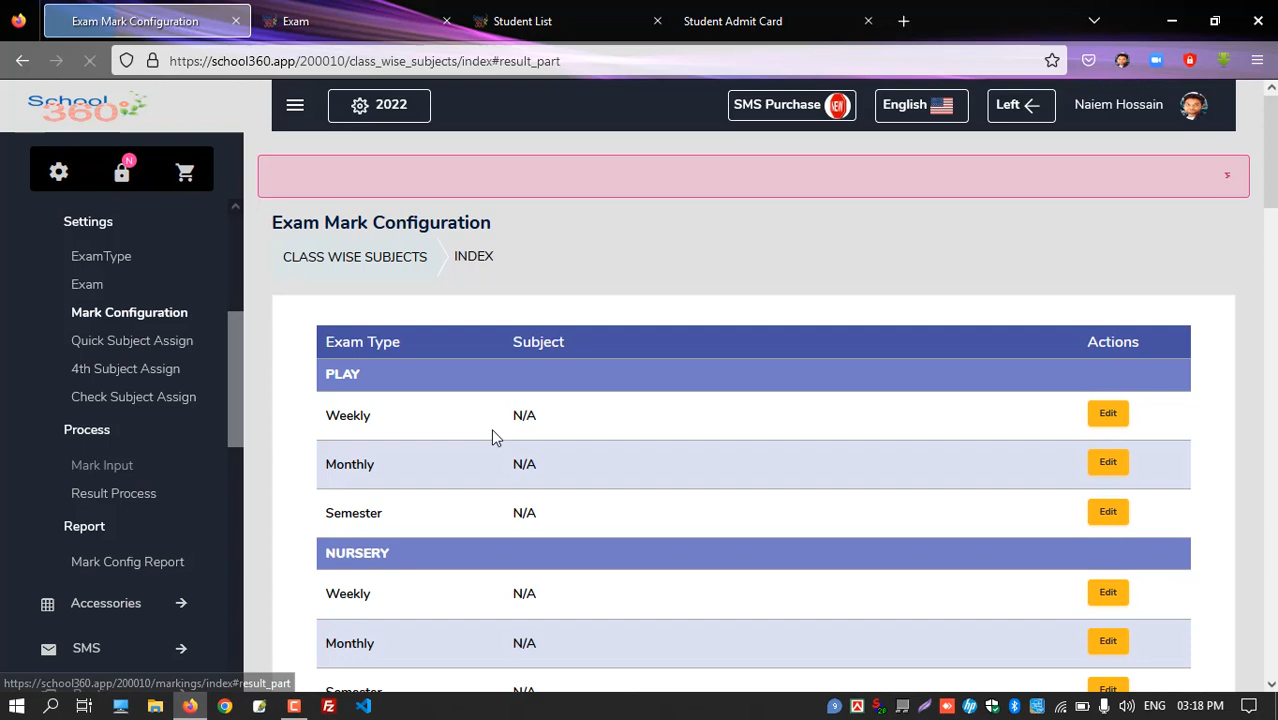 Exam Mark Configuration
Exam
Student List
Student Admit Card
https://school360.app/200010/class_wise_subjects/index#result_part
School
360°
2022
SMS Purchase NEW
English
Left
Naiem Hossain
N
Settings
ExamType
Exam
Mark Configuration
Quick Subject Assign
4th Subject Assign
Check Subject Assign
Process
Mark Input
Result Process
Report
Mark Config Report
Accessories
SMS
Exam Mark Configuration
CLASS WISE SUBJECTS
INDEX
Exam Type Subject Actions
PLAY
Weekly N/A Edit
Monthly N/A Edit
Semester N/A Edit
NURSERY
Weekly N/A Edit
Monthly N/A Edit
Semester N/A Edit
https://school360.app/200010/markings/index#result_part
ENG
03:18 PM